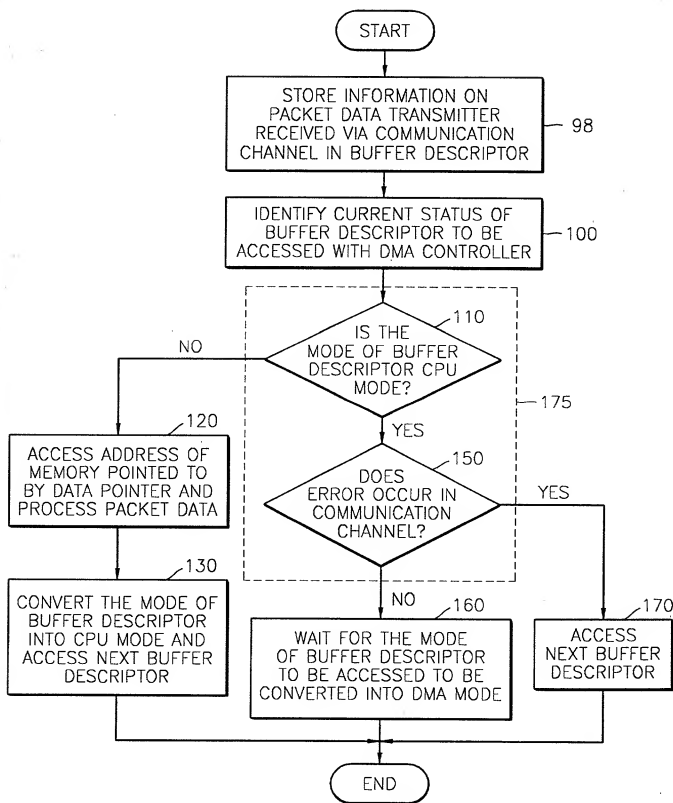 START
STORE INFORMATION ON
PACKET DATA TRANSMITTER
RECEIVED VIA COMMUNICATION
CHANNEL IN BUFFER DESCRIPTOR
98
IDENTIFY CURRENT STATUS OF
BUFFER DESCRIPTOR TO BE
ACCESSED WITH DMA CONTROLLER
100
110
IS THE
MODE OF BUFFER
DESCRIPTOR CPU
MODE?
NO
YES
175
120
ACCESS ADDRESS OF
MEMORY POINTED TO
BY DATA POINTER AND
PROCESS PACKET DATA
150
DOES
ERROR OCCUR IN
COMMUNICATION
CHANNEL?
YES
NO
130
CONVERT THE MODE OF
BUFFER DESCRIPTOR
INTO CPU MODE AND
ACCESS NEXT BUFFER
DESCRIPTOR
160
WAIT FOR THE MODE
OF BUFFER DESCRIPTOR
TO BE ACCESSED TO BE
CONVERTED INTO DMA MODE
170
ACCESS
NEXT BUFFER
DESCRIPTOR
END